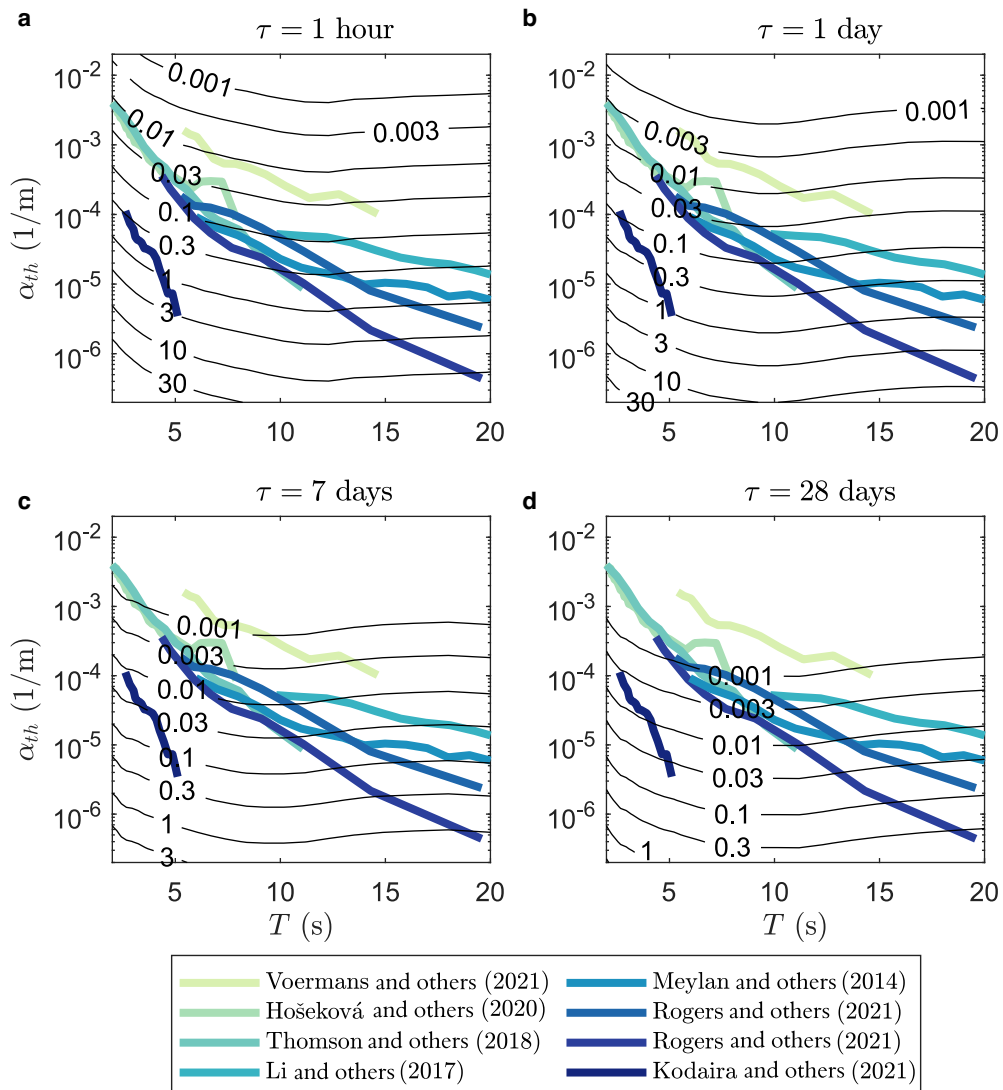 a
τ = 1 hour
b
τ = 1 day
α_th (1/m)
10^-2
10^-3
10^-4
10^-5
10^-6
0.001
0.003
0.01
0.03
0.1
0.3
1
3
10
30
5 10 15 20
10^-2
10^-3
10^-4
10^-5
10^-6
0.001
0.003
0.01
0.03
0.1
0.3
1
3
10
30
5 10 15 20
c
τ = 7 days
d
τ = 28 days
α_th (1/m)
10^-2
10^-3
10^-4
10^-5
10^-6
0.001
0.003
0.01
0.03
0.1
0.3
1
3
5 10 15 20
T (s)
10^-2
10^-3
10^-4
10^-5
10^-6
0.001
0.003
0.01
0.03
0.1
0.3
1
5 10 15 20
T (s)
Voermans and others (2021)
Hošeková and others (2020)
Thomson and others (2018)
Li and others (2017)
Meylan and others (2014)
Rogers and others (2021)
Rogers and others (2021)
Kodaira and others (2021)